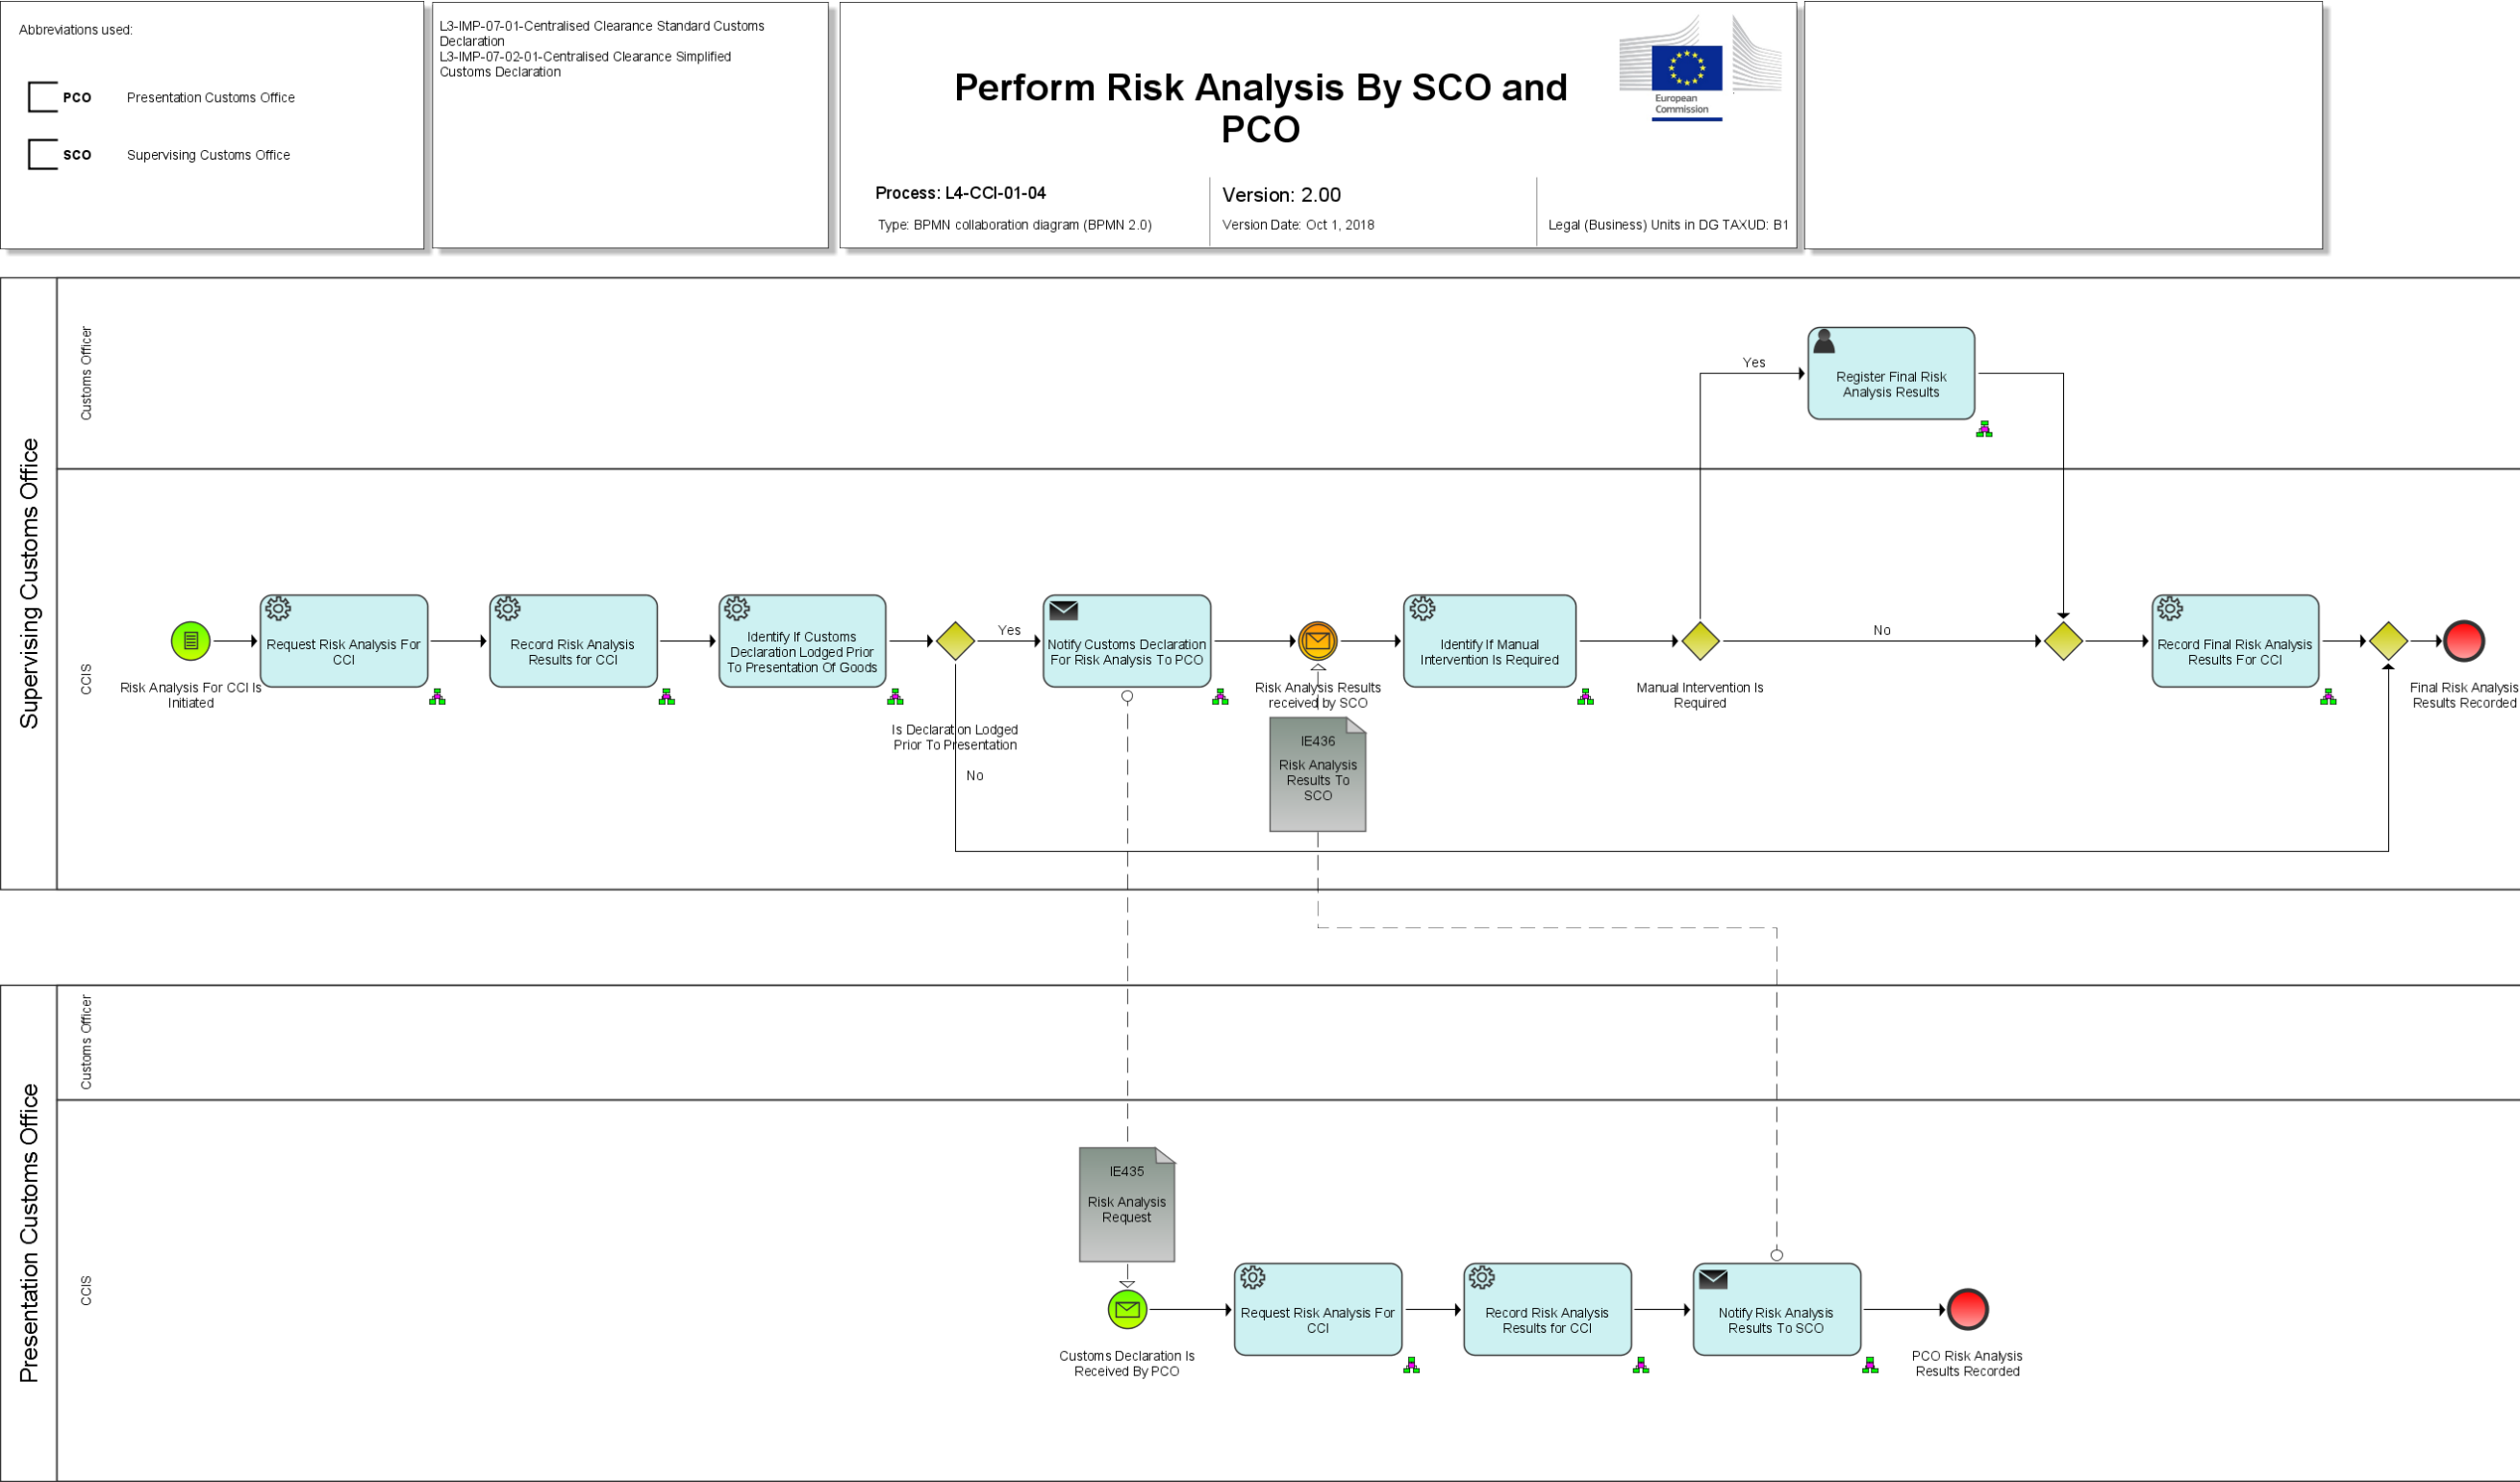 Abbreviations used:
PCO Presentation Customs Office
SCO Supervising Customs Office
L3-IMP-07-01-Centralised Clearance Standard Customs
Declaration
L3-IMP-07-02-01-Centralised Clearance Simplified
Customs Declaration
Perform Risk Analysis By SCO and
PCO
European
Commission
Process: L4-CCI-01-04
Version: 2.00
Type: BPMN collaboration diagram (BPMN 2.0)
Version Date: Oct 1, 2018
Legal (Business) Units in DG TAXUD: B1
Supervising Customs Office
Customs Officer
Yes
Register Final Risk
Analysis Results
CCIS
Risk Analysis For CCI Is
Initiated
Request Risk Analysis For
CCI
Record Risk Analysis
Results for CCI
Identify If Customs
Declaration Lodged Prior
To Presentation Of Goods
Is Declaration Lodged
Prior To Presentation
Yes
No
Notify Customs Declaration
For Risk Analysis To PCO
Risk Analysis Results
received by SCO
IE436
Risk Analysis
Results To
SCO
Identify If Manual
Intervention Is Required
Manual Intervention Is
Required
No
Record Final Risk Analysis
Results For CCI
Final Risk Analysis
Results Recorded
Presentation Customs Office
Customs Officer
CCIS
IE435
Risk Analysis
Request
Customs Declaration Is
Received By PCO
Request Risk Analysis For
CCI
Record Risk Analysis
Results for CCI
Notify Risk Analysis
Results To SCO
PCO Risk Analysis
Results Recorded